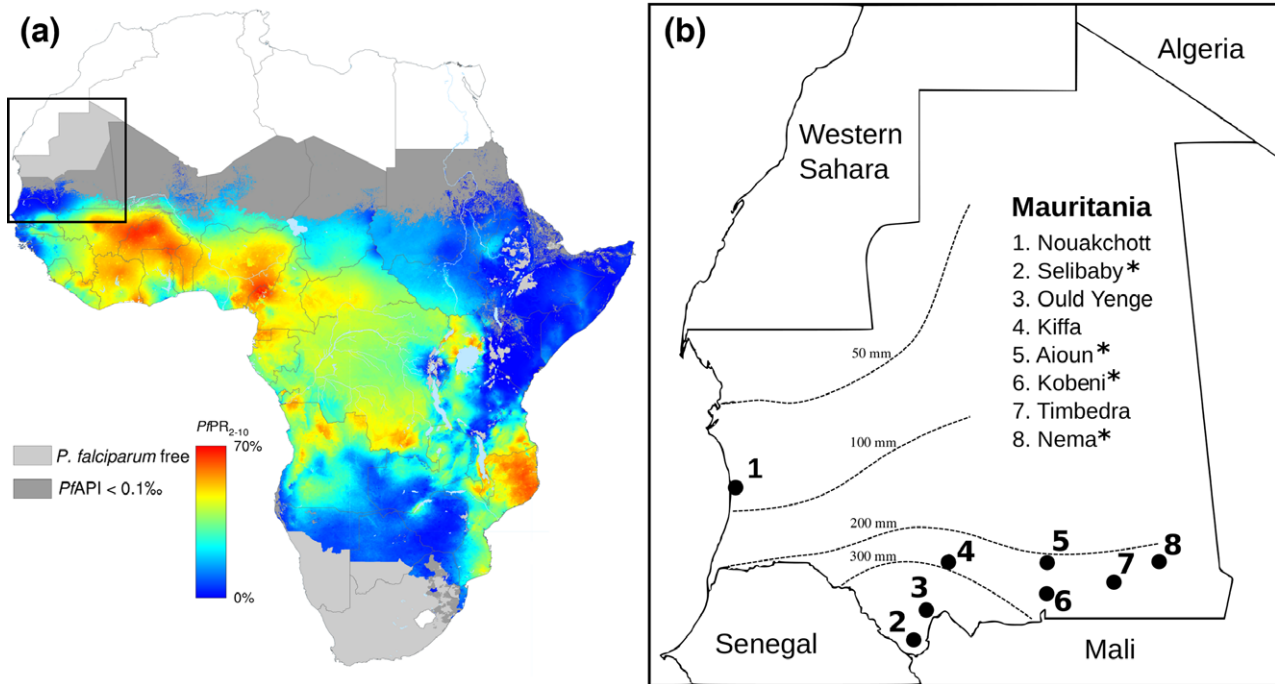 (a)
PfPR2-10
70%
0%
P. falciparum free
PfAPI < 0.1‰
(b)
Algeria
Western
Sahara
Mauritania
1. Nouakchott
2. Selibaby*
3. Ould Yenge
4. Kiffa
5. Aioun*
6. Kobeni*
7. Timbedra
8. Nema*
50 mm
100 mm
200 mm
300 mm
1
2
3
4
5
6
7
8
Senegal
Mali